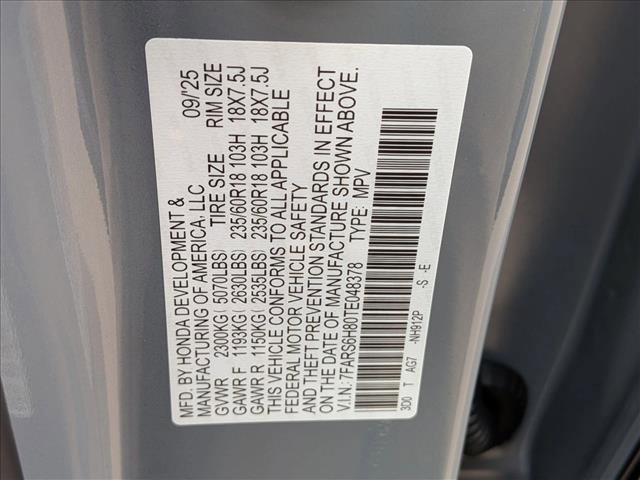 MFD. BY HONDA DEVELOPMENT & 09/'25
MANUFACTURING OF AMERICA, LLC
GVWR 2300KG( 5070LBS) TIRE SIZE RIM SIZE
GAWR F 1193KG( 2630LBS) 235/60R18 103H 18X7.5J
GAWR R 1150KG( 2535LBS) 235/60R18 103H 18X7.5J
THIS VEHICLE CONFORMS TO ALL APPLICABLE
FEDERAL MOTOR VEHICLE SAFETY
AND THEFT PREVENTION STANDARDS IN EFFECT
ON THE DATE OF MANUFACTURE SHOWN ABOVE.
V.I.N.: 7FARS6H80TE048378 TYPE: MPV
3D0 T AG7 -NH912P -S -E